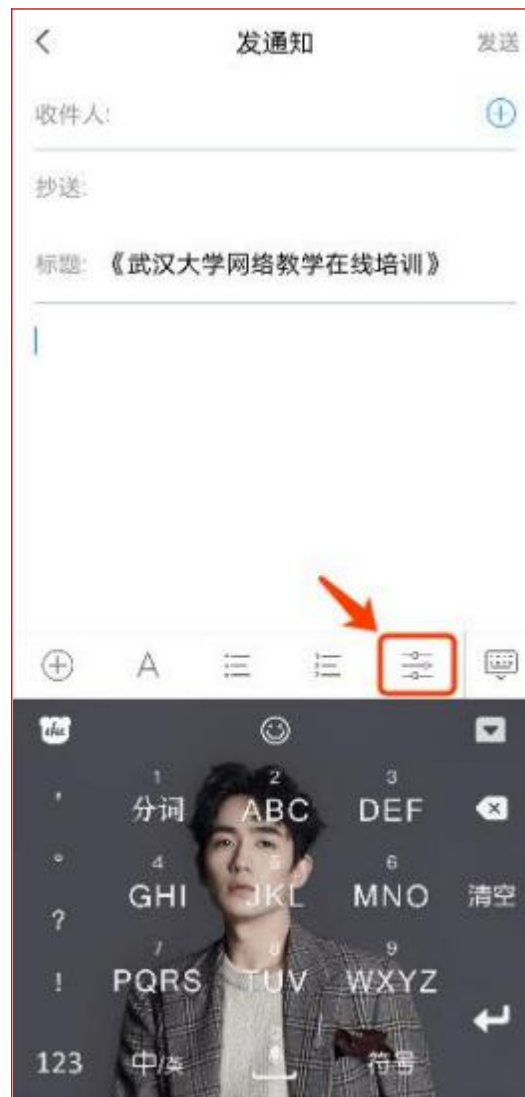 发通知 发送
收件人:
抄送:
标题: 《武汉大学网络教学在线培训》
A
, 1 分词 2 ABC 3 DEF
。 4 GHI 5 JKL 6 MNO 清空
?
! 7 PQRS 8 TUV 9 WXYZ
123 中/英 符号